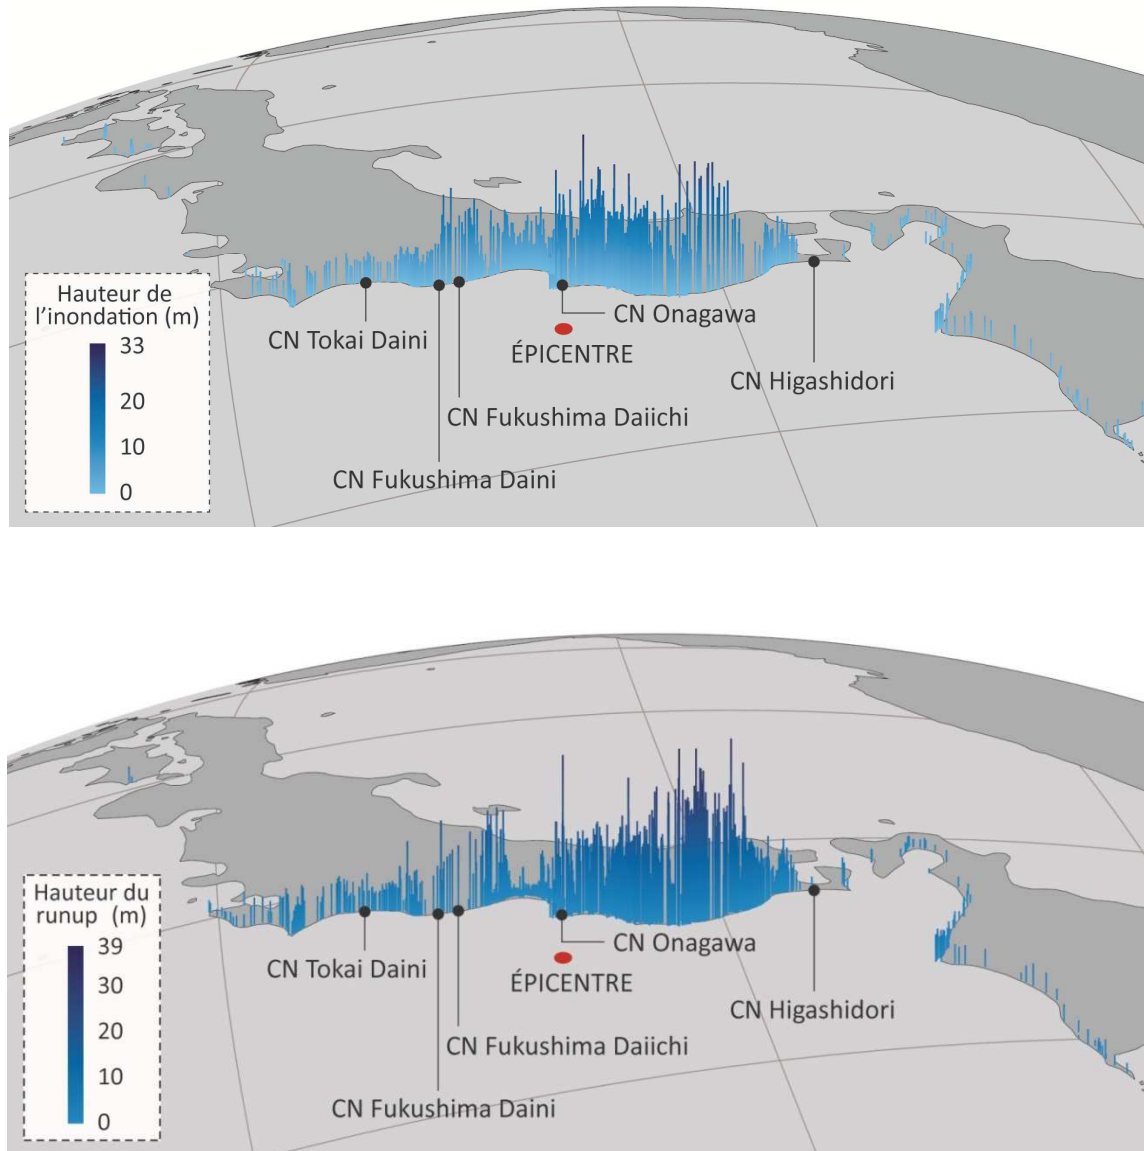 Hauteur de
l'inondation (m)
33
20
10
0
CN Tokai Daini
CN Onagawa
ÉPICENTRE
CN Higashidori
CN Fukushima Daiichi
CN Fukushima Daini
Hauteur du
runup (m)
39
30
20
10
0
CN Tokai Daini
CN Onagawa
ÉPICENTRE
CN Higashidori
CN Fukushima Daiichi
CN Fukushima Daini